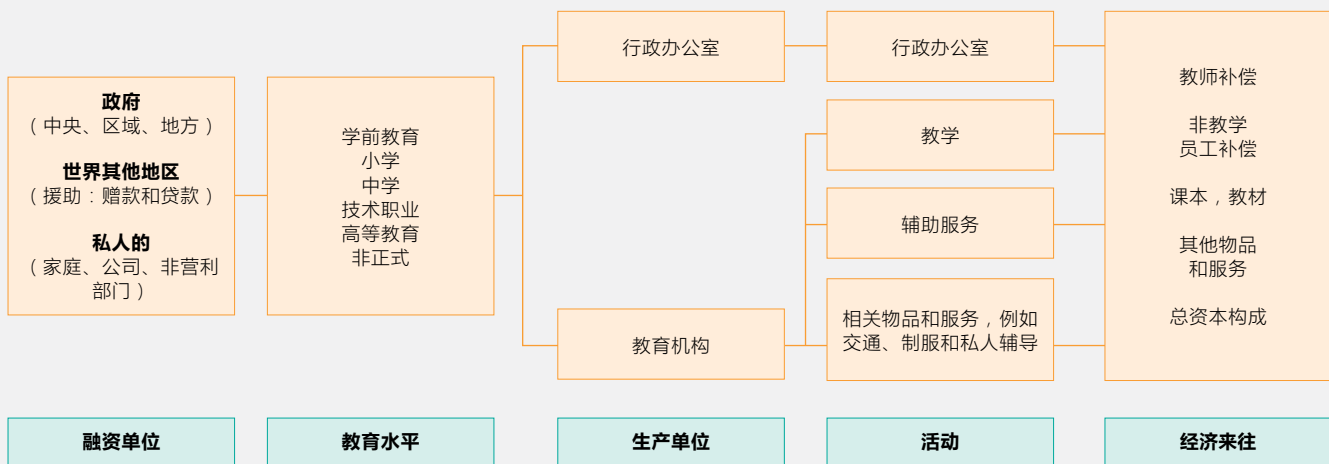 政府
（中央、区域、地方）
世界其他地区
（援助：赠款和贷款）
私人的
（家庭、公司、非营利
部门）
学前教育
小学
中学
技术职业
高等教育
非正式
行政办公室
教育机构
行政办公室
教学
辅助服务
相关物品和服务，例如
交通、制服和私人辅导
教师补偿
非教学
员工补偿
课本，教材
其他物品
和服务
总资本构成
融资单位
教育水平
生产单位
活动
经济来往